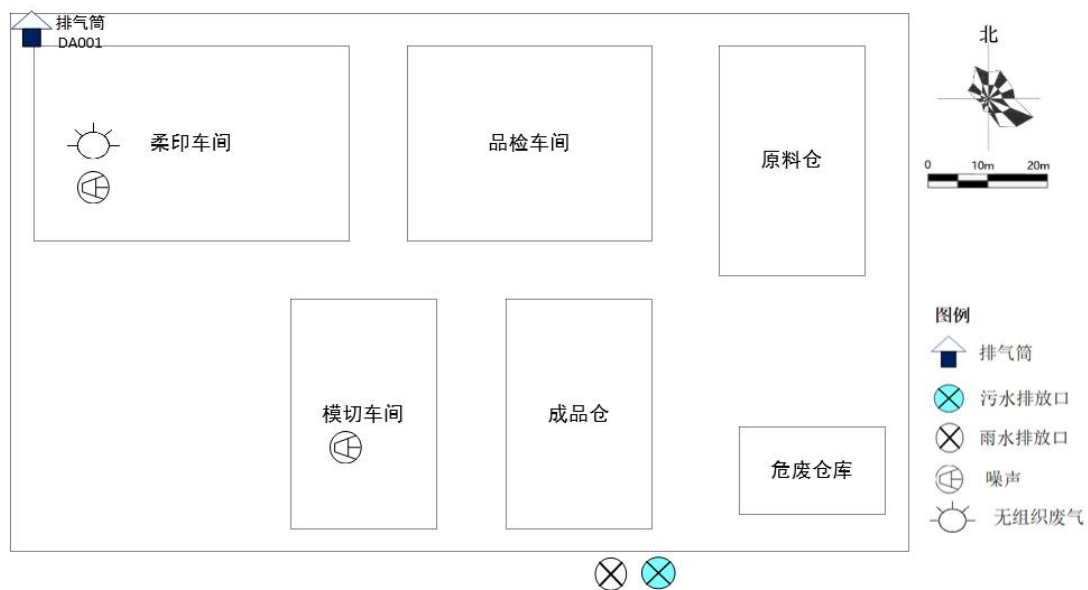 排气筒
DA001
北
柔印车间
品检车间
原料仓
0 10m 20m
图例
排气筒
污水排放口
雨水排放口
模切车间
成品仓
危废仓库
噪声
无组织废气